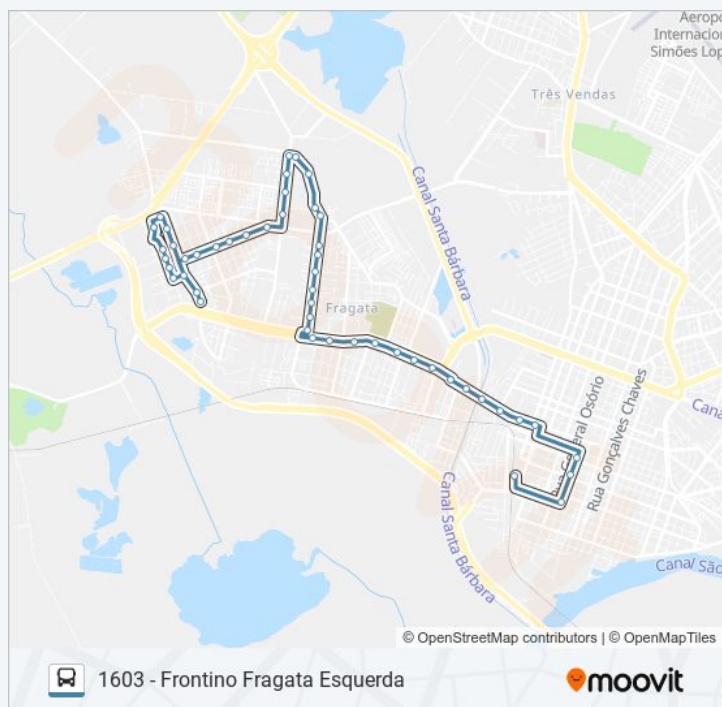 Aeropo
Internacion
Simões Lop
Três Vendas
Canal Santa Bárbara
Fragata
Rua General Osório
Rua Gonçalves Chaves
Cana
Canal Santa Bárbara
Canal São
© OpenStreetMap contributors | © OpenMapTiles
1603 - Frontino Fragata Esquerda
moovit